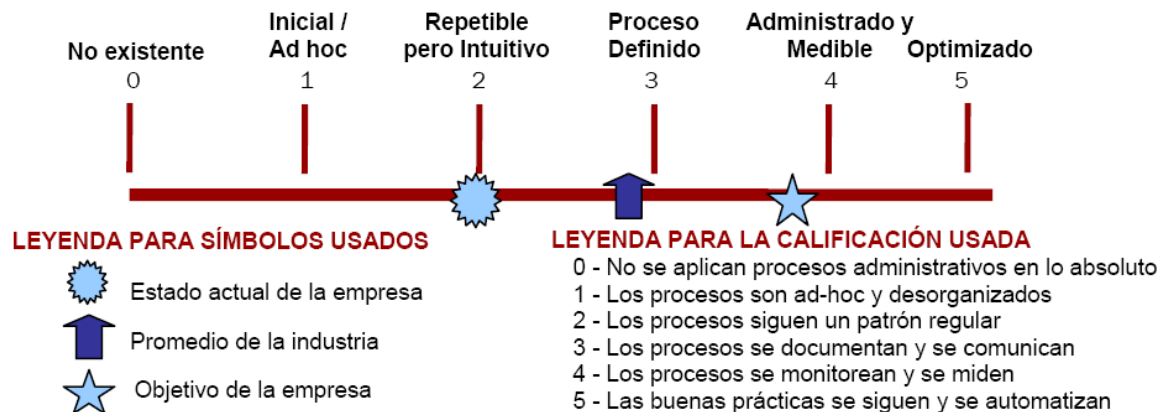 No existente
Inicial /
Ad hoc
Repetible
pero Intuitivo
Proceso
Definido
Administrado y
Medible
Optimizado
0 1 2 3 4 5
LEYENDA PARA SÍMBOLOS USADOS
Estado actual de la empresa
Promedio de la industria
Objetivo de la empresa
LEYENDA PARA LA CALIFICACIÓN USADA
0 - No se aplican procesos administrativos en lo absoluto
1 - Los procesos son ad-hoc y desorganizados
2 - Los procesos siguen un patrón regular
3 - Los procesos se documentan y se comunican
4 - Los procesos se monitorean y se miden
5 - Las buenas prácticas se siguen y se automatizan